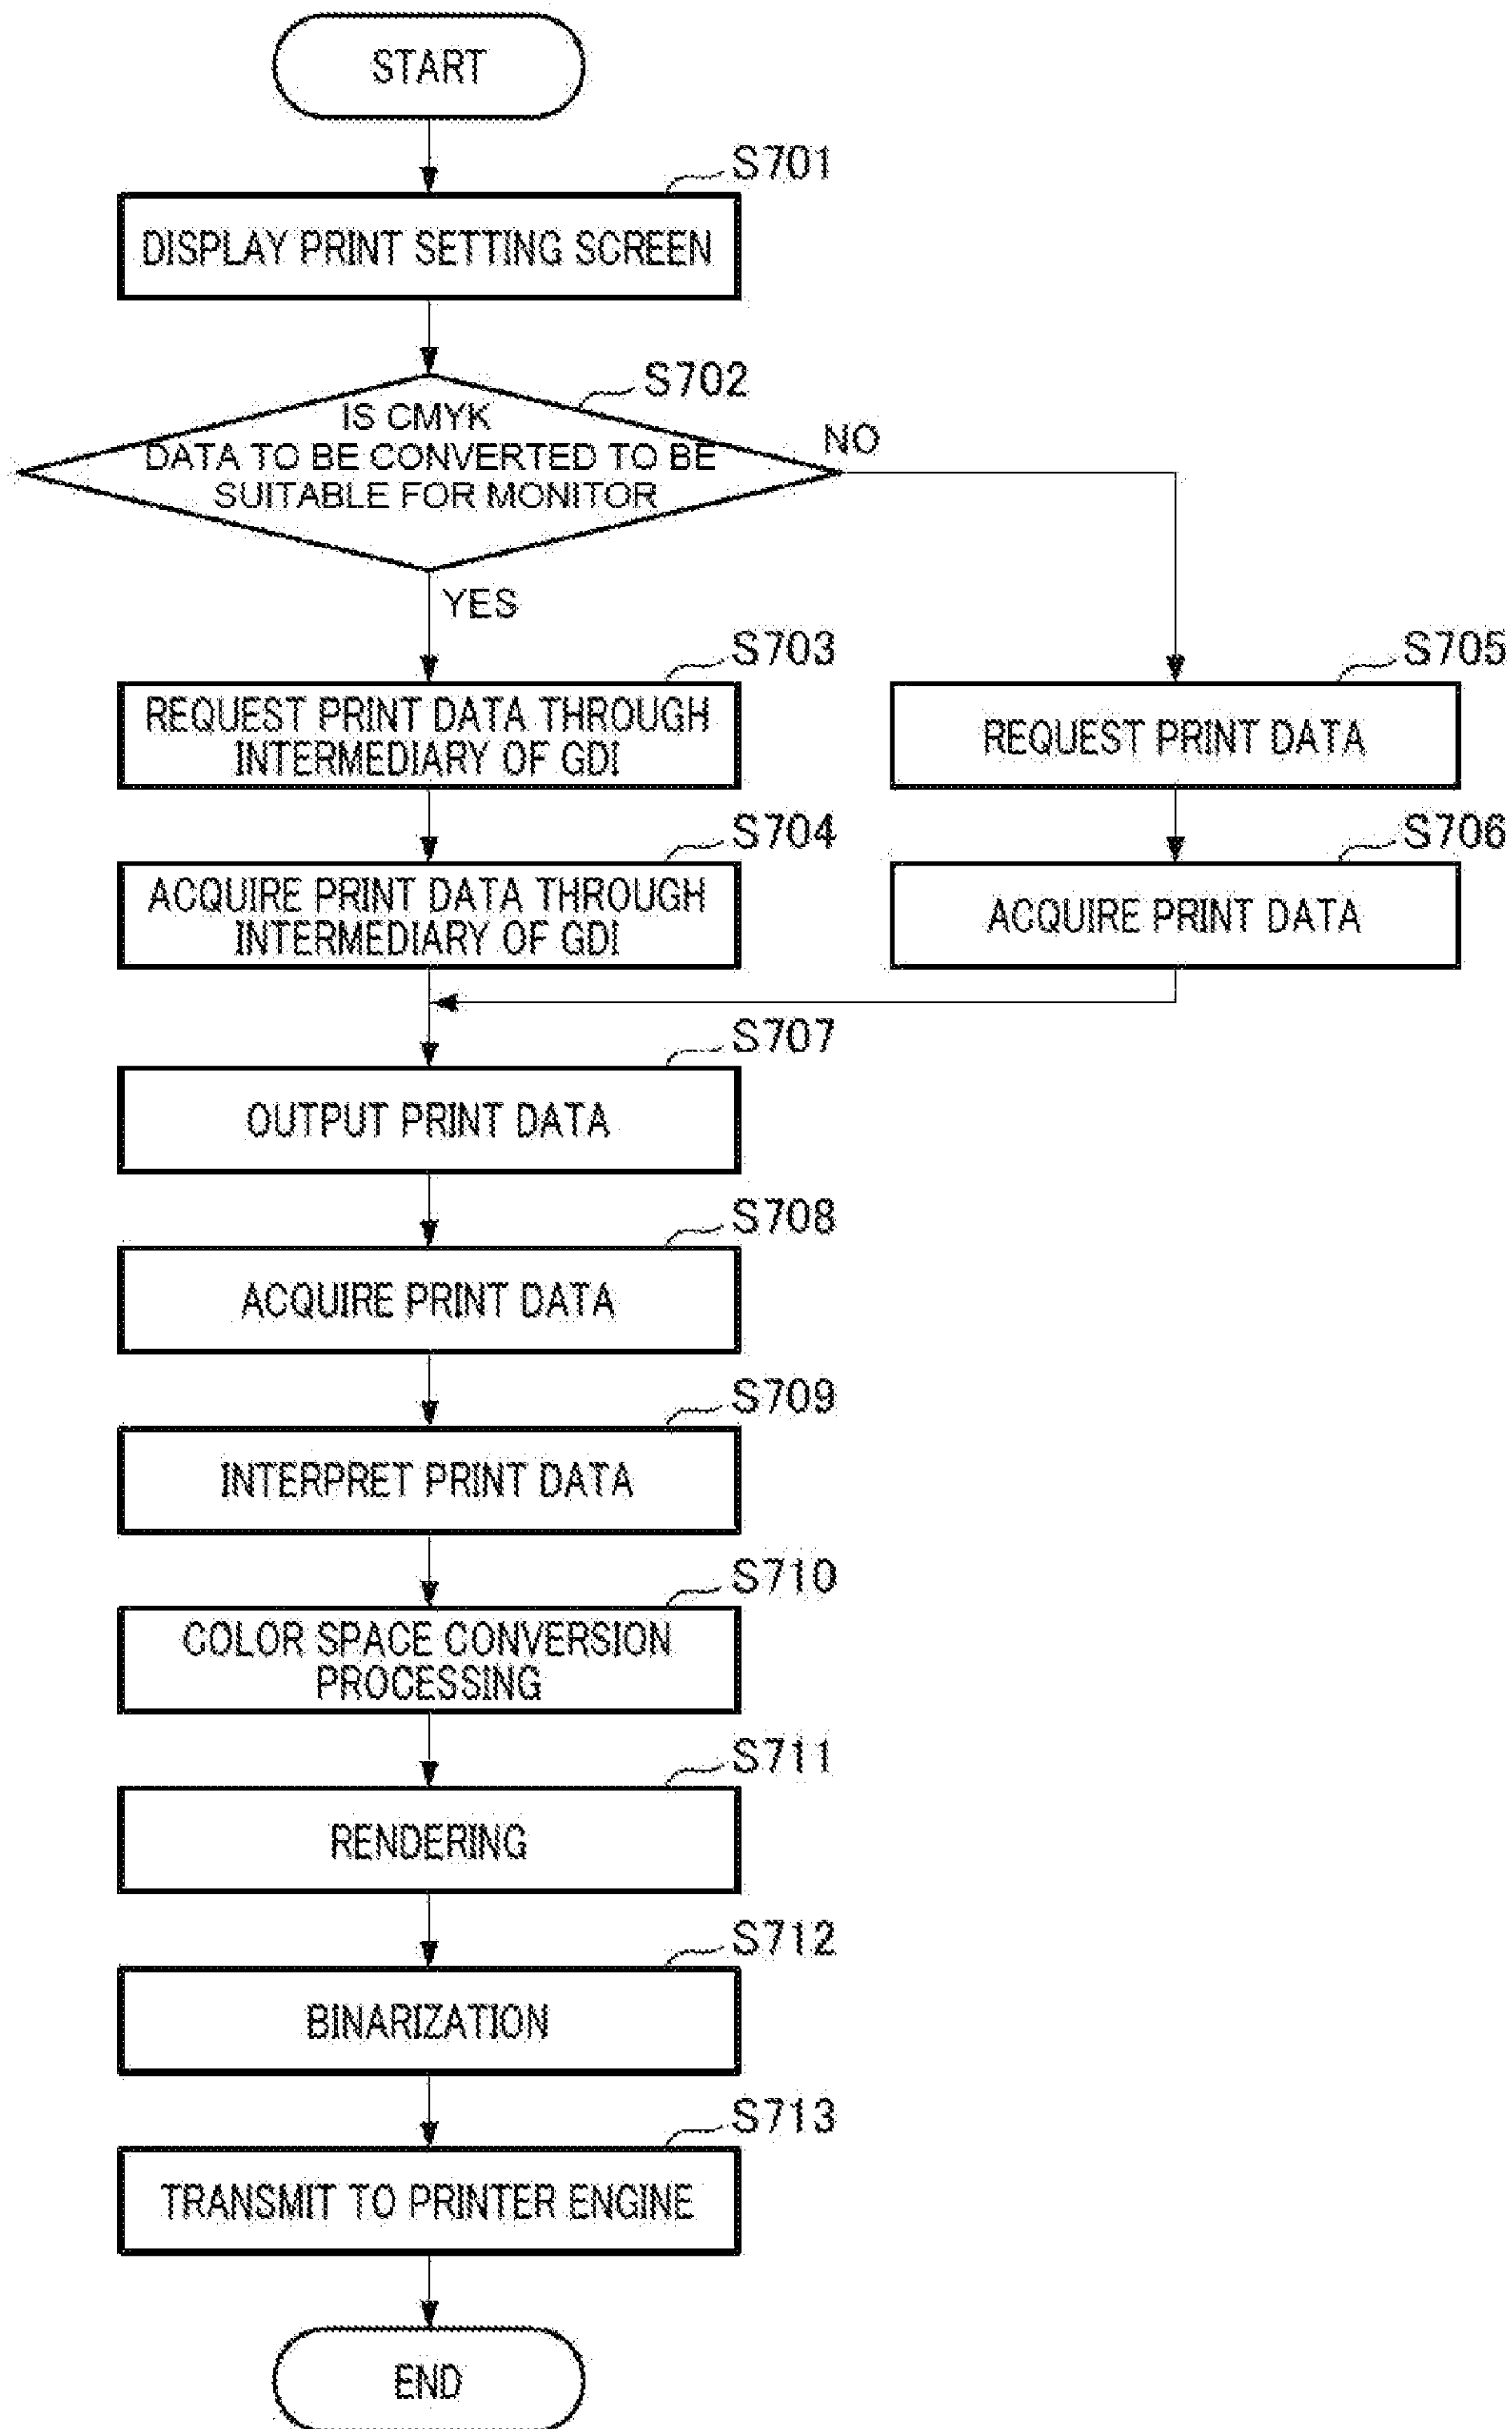 START
S701
DISPLAY PRINT SETTING SCREEN
S702
IS CMYK
DATA TO BE CONVERTED TO BE
SUITABLE FOR MONITOR
NO
YES
S703
REQUEST PRINT DATA THROUGH
INTERMEDIARY OF GDI
S705
REQUEST PRINT DATA
S704
ACQUIRE PRINT DATA THROUGH
INTERMEDIARY OF GDI
S706
ACQUIRE PRINT DATA
S707
OUTPUT PRINT DATA
S708
ACQUIRE PRINT DATA
S709
INTERPRET PRINT DATA
S710
COLOR SPACE CONVERSION
PROCESSING
S711
RENDERING
S712
BINARIZATION
S713
TRANSMIT TO PRINTER ENGINE
END